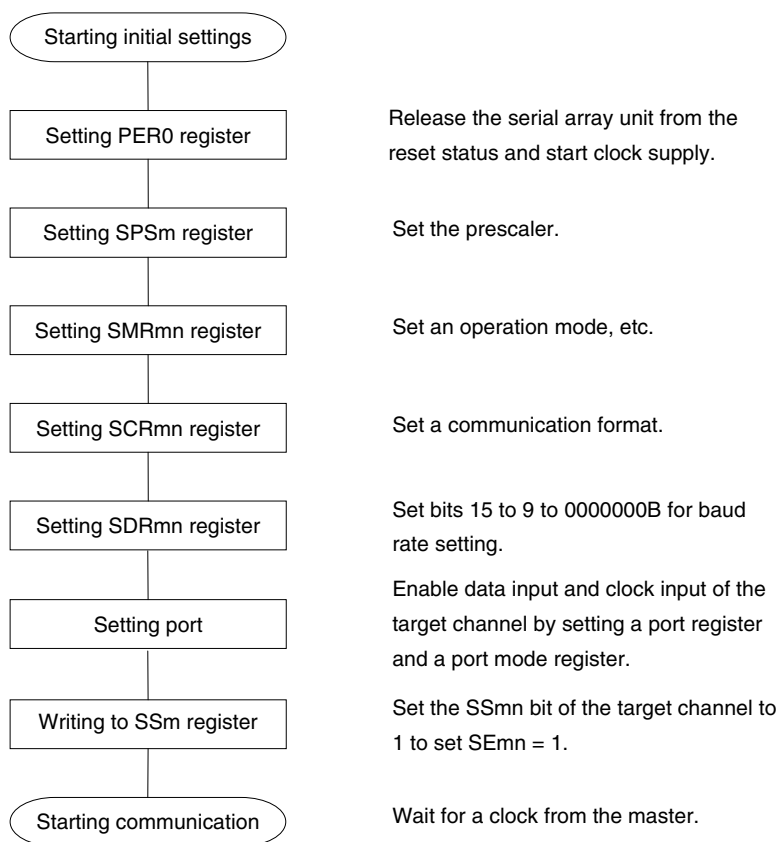 Starting initial settings
Setting PER0 register
Release the serial array unit from the
reset status and start clock supply.
Setting SPSm register
Set the prescaler.
Setting SMRmn register
Set an operation mode, etc.
Setting SCRmn register
Set a communication format.
Setting SDRmn register
Set bits 15 to 9 to 0000000B for baud
rate setting.
Setting port
Enable data input and clock input of the
target channel by setting a port register
and a port mode register.
Writing to SSm register
Set the SSmn bit of the target channel to
1 to set SEmn = 1.
Starting communication
Wait for a clock from the master.